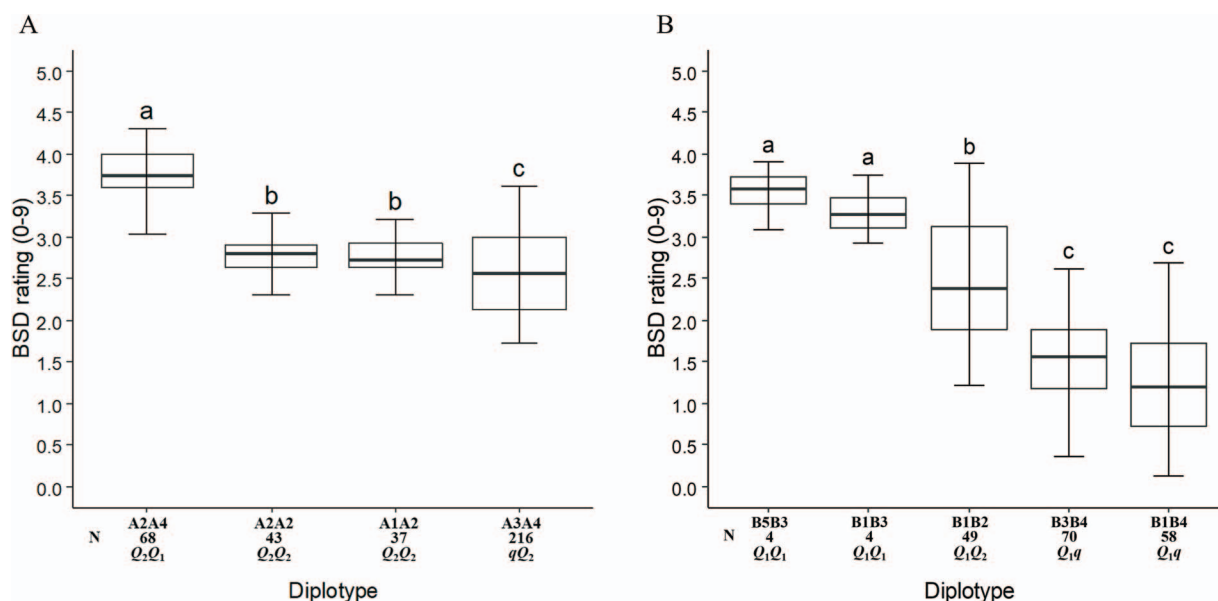 A
BSD rating (0-9)
5.0
4.5
4.0
3.5
3.0
2.5
2.0
1.5
1.0
0.5
0.0
a
b
b
c
A2A4 A2A2 A1A2 A3A4
N 68 43 37 216
Q₂Q₁ Q₂Q₂ Q₂Q₂ qQ₂
Diplotype
B
BSD rating (0-9)
5.0
4.5
4.0
3.5
3.0
2.5
2.0
1.5
1.0
0.5
0.0
a
a
b
c
c
B5B3 B1B3 B1B2 B3B4 B1B4
N 4 4 49 70 58
Q₁Q₁ Q₁Q₁ Q₁Q₂ Q₁q Q₁q
Diplotype